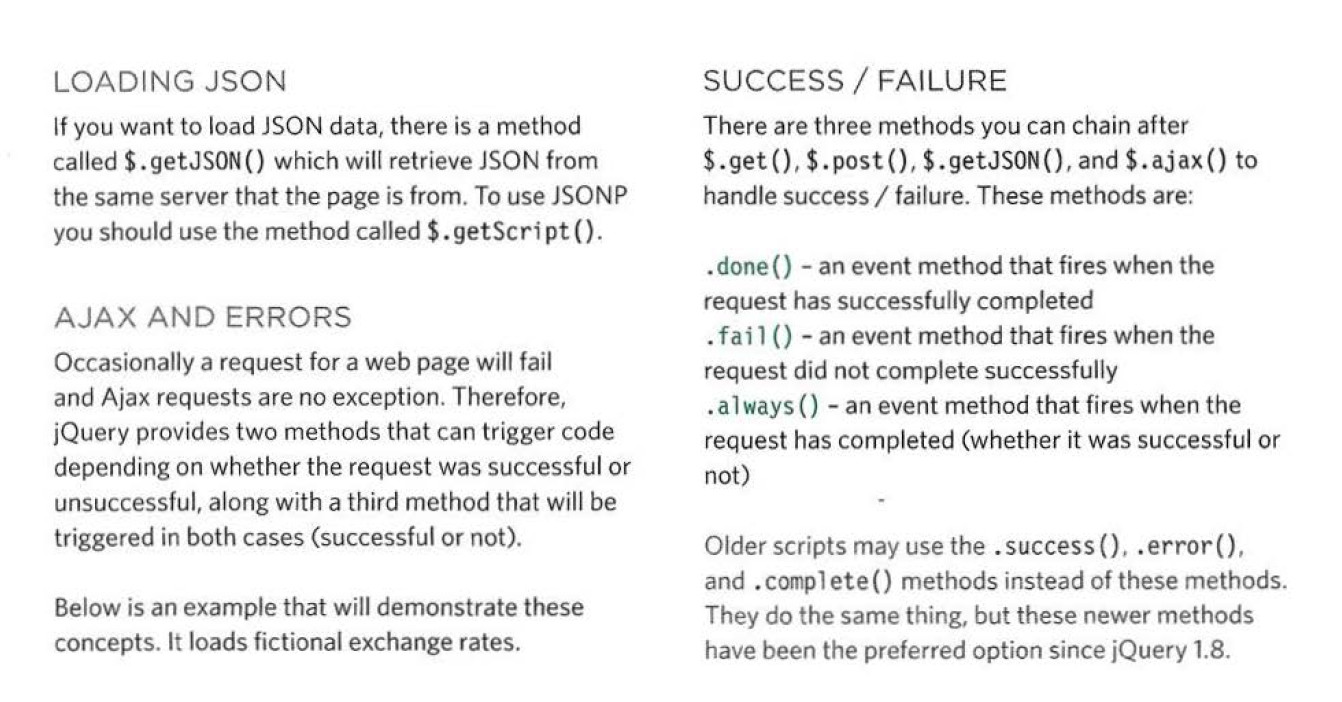 LOADING JSON
If you want to load JSON data, there is a method
called $.getJSON() which will retrieve JSON from
the same server that the page is from. To use JSONP
you should use the method called $.getScript().
AJAX AND ERRORS
Occasionally a request for a web page will fail
and Ajax requests are no exception. Therefore,
jQuery provides two methods that can trigger code
depending on whether the request was successful or
unsuccessful, along with a third method that will be
triggered in both cases (successful or not).
Below is an example that will demonstrate these
concepts. It loads fictional exchange rates.
SUCCESS / FAILURE
There are three methods you can chain after
$.get(), $.post(), $.getJSON(), and $.ajax() to
handle success / failure. These methods are:
.done() – an event method that fires when the
request has successfully completed
.fail() – an event method that fires when the
request did not complete successfully
.always() – an event method that fires when the
request has completed (whether it was successful or
not)
Older scripts may use the .success(), .error(),
and .complete() methods instead of these methods.
They do the same thing, but these newer methods
have been the preferred option since jQuery 1.8.